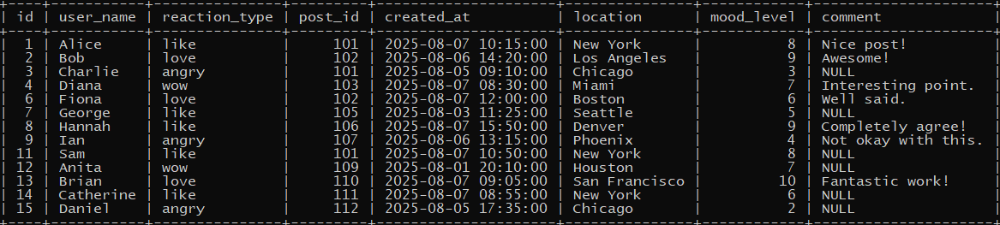 +----+-----------+---------------+---------+---------------------+---------------+------------+---------------------+
| id | user_name | reaction_type | post_id | created_at          | location      | mood_level | comment             |
+----+-----------+---------------+---------+---------------------+---------------+------------+---------------------+
|  1 | Alice     | like          |     101 | 2025-08-07 10:15:00 | New York      |          8 | Nice post!          |
|  2 | Bob       | love          |     102 | 2025-08-06 14:20:00 | Los Angeles   |          9 | Awesome!            |
|  3 | Charlie   | angry         |     101 | 2025-08-05 09:10:00 | Chicago       |          3 | NULL                |
|  4 | Diana     | wow           |     103 | 2025-08-07 08:30:00 | Miami         |          7 | Interesting point.  |
|  6 | Fiona     | love          |     102 | 2025-08-07 12:00:00 | Boston        |          6 | Well said.          |
|  7 | George    | like          |     105 | 2025-08-03 11:25:00 | Seattle       |          5 | NULL                |
|  8 | Hannah    | like          |     106 | 2025-08-07 15:50:00 | Denver        |          9 | Completely agree!   |
|  9 | Ian       | angry         |     107 | 2025-08-06 13:15:00 | Phoenix       |          4 | Not okay with this. |
| 11 | Sam       | like          |     101 | 2025-08-07 10:50:00 | New York      |          8 | NULL                |
| 12 | Anita     | wow           |     109 | 2025-08-01 20:10:00 | Houston       |          7 | NULL                |
| 13 | Brian     | love          |     110 | 2025-08-07 09:05:00 | San Francisco |         10 | Fantastic work!     |
| 14 | Catherine | like          |     111 | 2025-08-07 08:55:00 | New York      |          6 | NULL                |
| 15 | Daniel    | angry         |     112 | 2025-08-05 17:35:00 | Chicago       |          2 | NULL                |
+----+-----------+---------------+---------+---------------------+---------------+------------+---------------------+